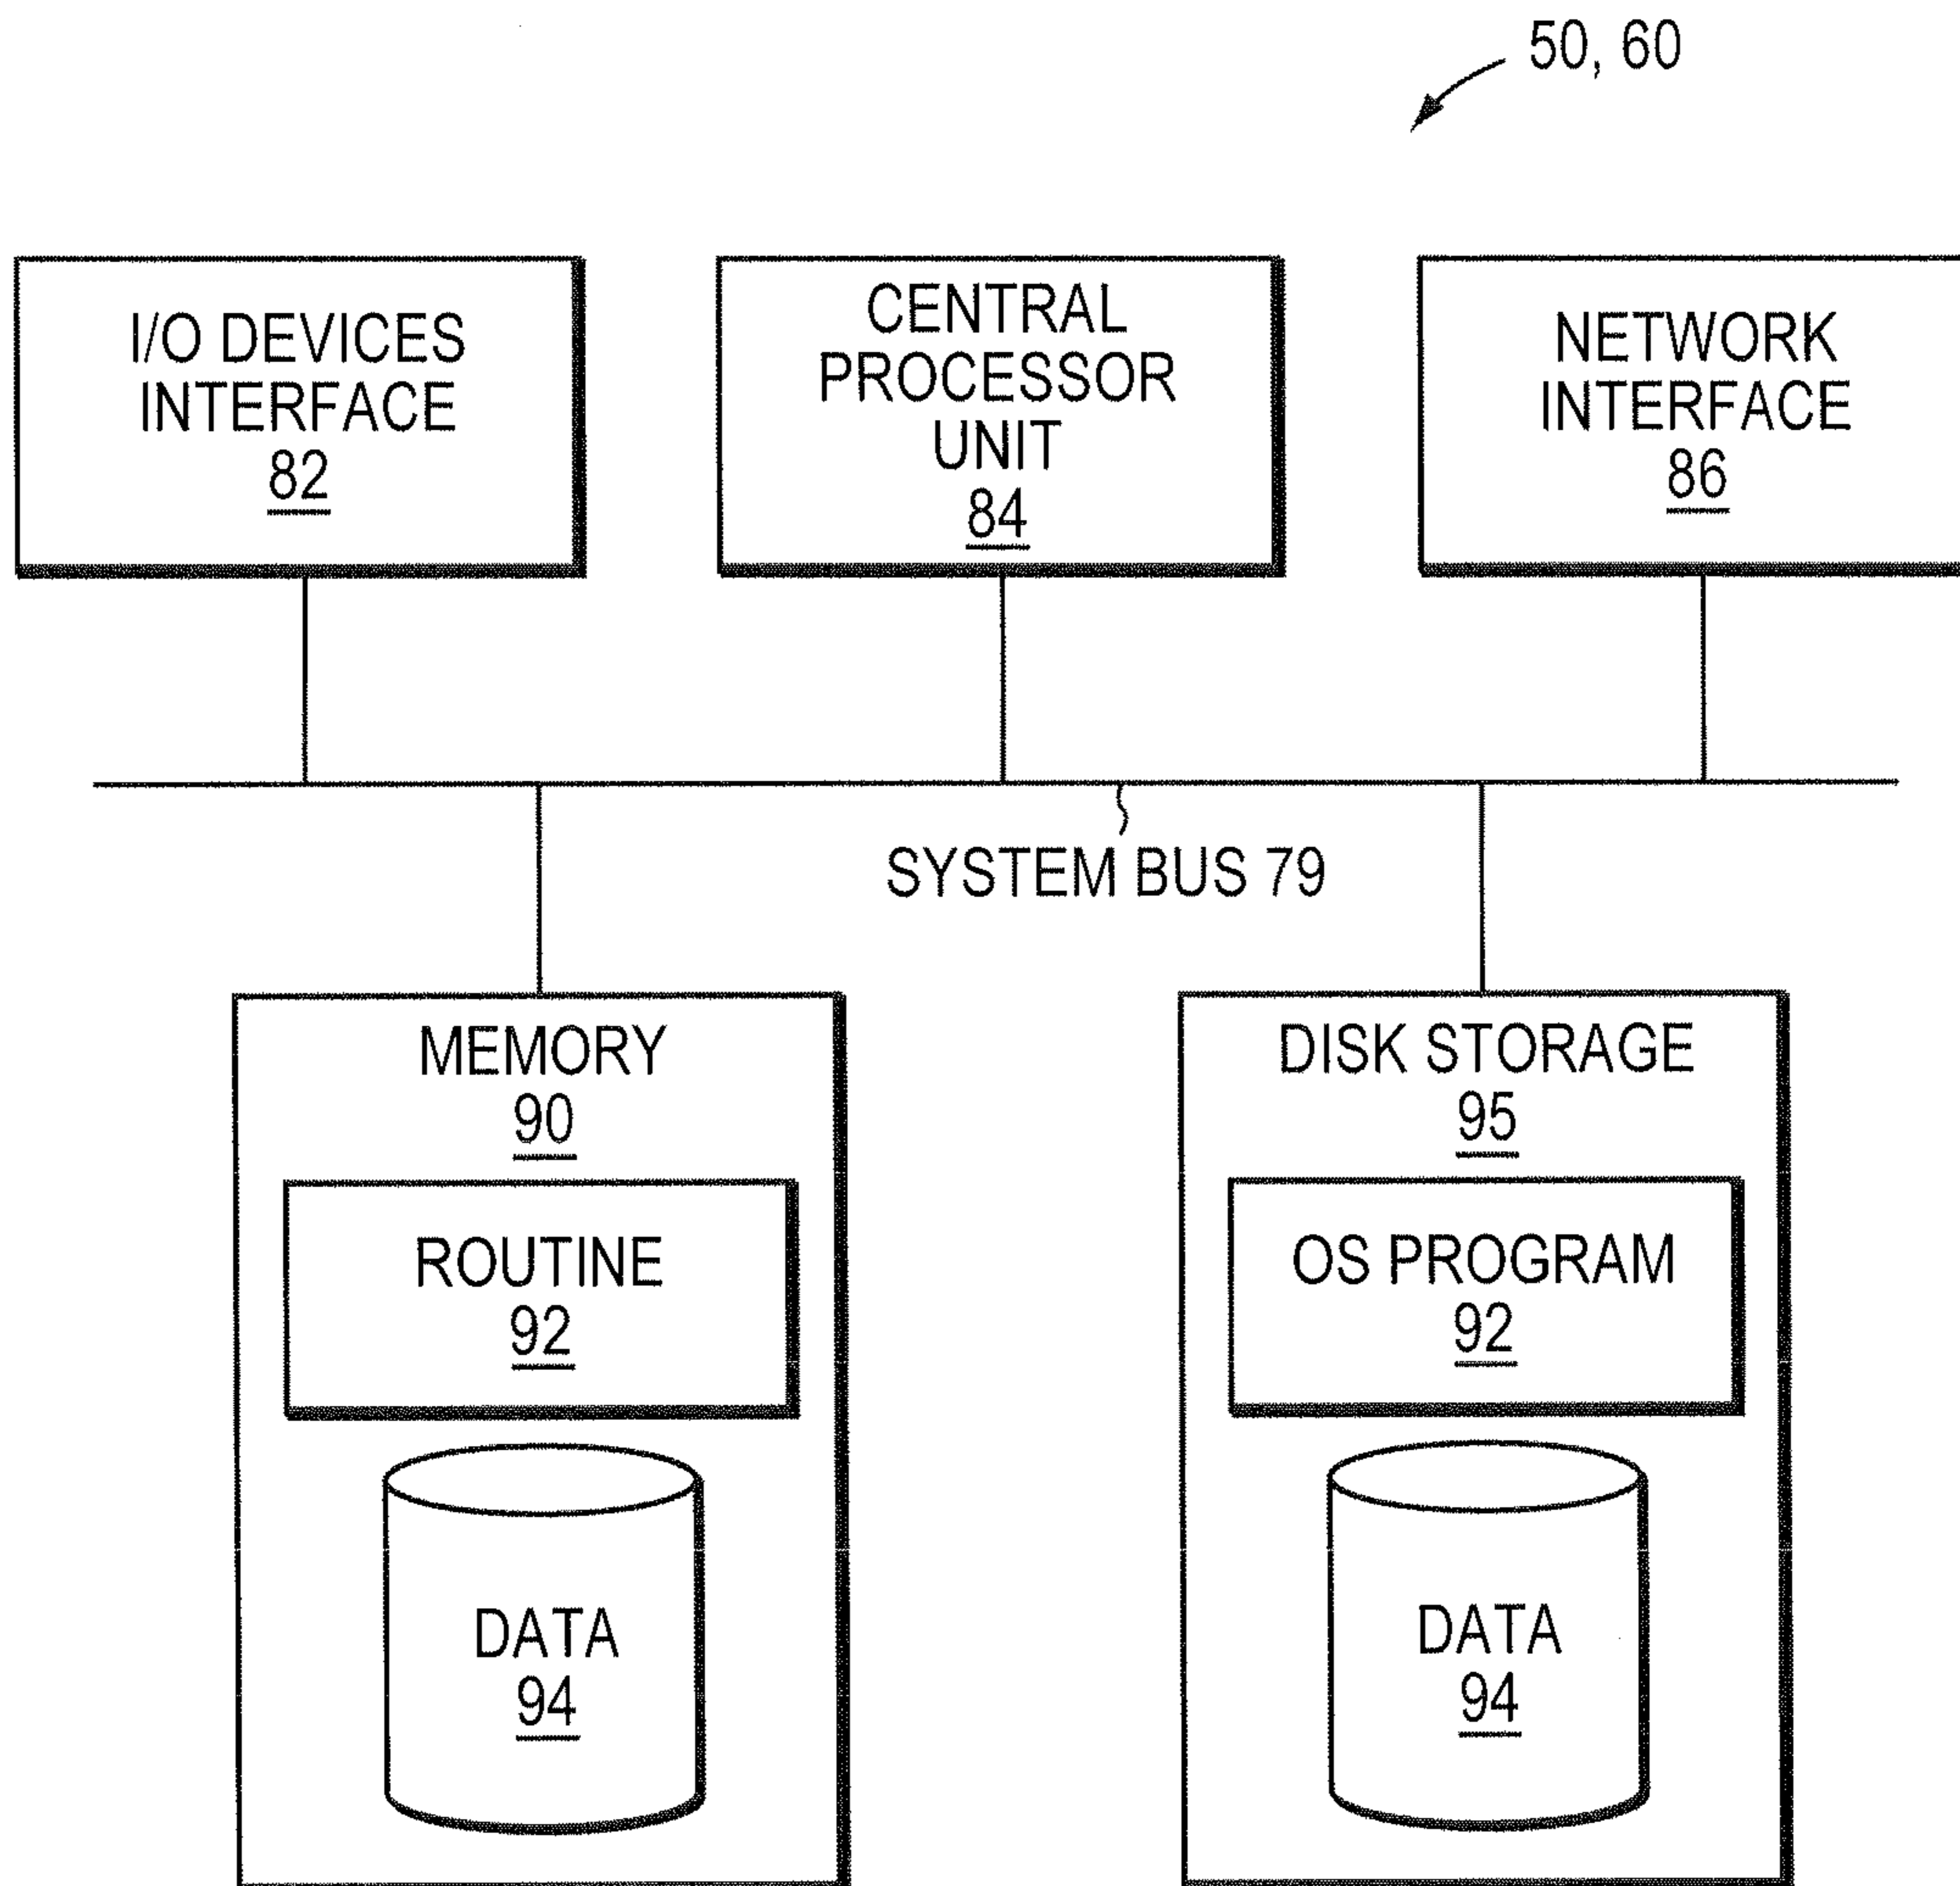 50, 60
I/O DEVICES
INTERFACE
82
CENTRAL
PROCESSOR
UNIT
84
NETWORK
INTERFACE
86
SYSTEM BUS 79
MEMORY
90
ROUTINE
92
DATA
94
DISK STORAGE
95
OS PROGRAM
92
DATA
94